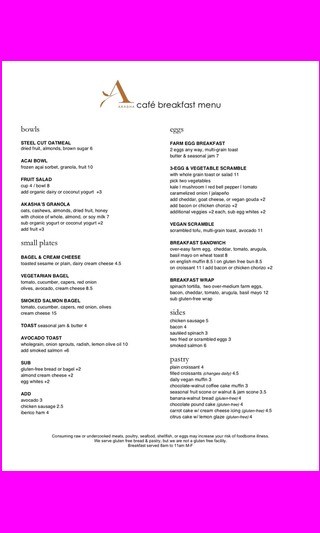 A
AKASHA
café breakfast menu
bowls
STEEL CUT OATMEAL
dried fruit, almonds, brown sugar 6
ACAI BOWL
frozen açaí sorbet, granola, fruit 10
FRUIT SALAD
cup 4 / bowl 8
add organic dairy or coconut yogurt +3
AKASHA'S GRANOLA
oats, cashews, almonds, dried fruit, honey
with choice of whole, almond, or soy milk 7
sub organic yogurt or coconut yogurt +2
add fruit +3
small plates
BAGEL & CREAM CHEESE
toasted sesame or plain, dairy cream cheese 4.5
VEGETARIAN BAGEL
tomato, cucumber, capers, red onion
olives, avocado, cream cheese 8.5
SMOKED SALMON BAGEL
tomato, cucumber, capers, red onion, olives
cream cheese 15
TOAST seasonal jam & butter 4
AVOCADO TOAST
wholegrain, onion sprouts, radish, lemon olive oil 10
add smoked salmon +6
SUB
gluten-free bread or bagel +2
almond cream cheese +2
egg whites +2
ADD
avocado 3
chicken sausage 2.5
iberico ham 4
eggs
FARM EGG BREAKFAST
2 eggs any way, multi-grain toast
butter & seasonal jam 7
3-EGG & VEGETABLE SCRAMBLE
with whole grain toast or salad 11
pick two vegetables
kale I mushroom I red bell pepper I tomato
caramelized onion I jalapeño
add cheddar, goat cheese, or vegan gouda +2
add bacon or chicken chorizo +2
additional veggies +2 each, sub egg whites +2
VEGAN SCRAMBLE
scrambled tofu, multi-grain toast, avocado 11
BREAKFAST SANDWICH
over-easy farm egg, cheddar, tomato, arugula,
basil mayo on wheat toast 8
on english muffin 8.5 I on gluten free bun 8.5
on croissant 11 I add bacon or chicken chorizo +2
BREAKFAST WRAP
spinach tortilla, two over-medium farm eggs,
bacon, cheddar, tomato, arugula, basil mayo 12
sub gluten-free wrap
sides
chicken sausage 5
bacon 4
sautéed spinach 3
two fried or scrambled eggs 3
smoked salmon 6
pastry
plain croissant 4
filled croissants (changes daily) 4.5
daily vegan muffin 3
chocolate-walnut coffee cake muffin 3
seasonal fruit scone or walnut & jam scone 3.5
banana-walnut bread (gluten-free) 4
chocolate pound cake (gluten-free) 4
carrot cake w/ cream cheese icing (gluten-free) 4.5
citrus cake w/ lemon glaze (gluten-free) 4
Consuming raw or undercooked meats, poultry, seafood, shellfish, or eggs may increase your risk of foodborne illness.
We serve gluten free bread & pastry, but we are not a gluten free facility.
Breakfast served 8am to 11am M-F